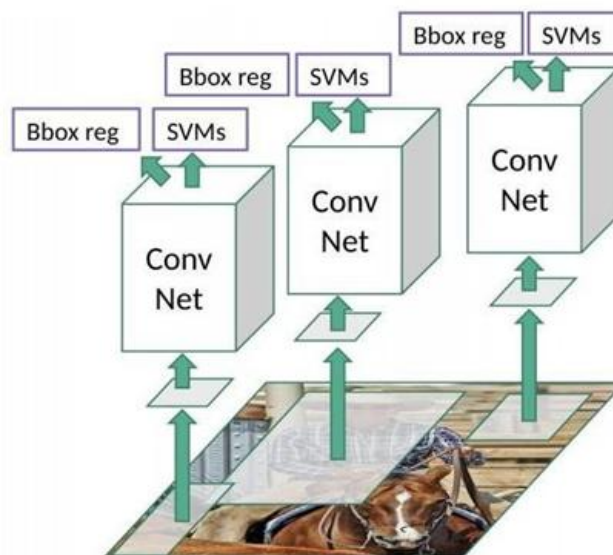 Bbox reg SVMs
Bbox reg SVMs
Bbox reg SVMs
Conv
Net
Conv
Net
Conv
Net